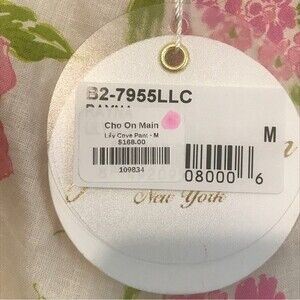 B2-7955LLC
Cho On Main
Lily Cove Pant - M
$168.00
109834
M
08000 6
New York